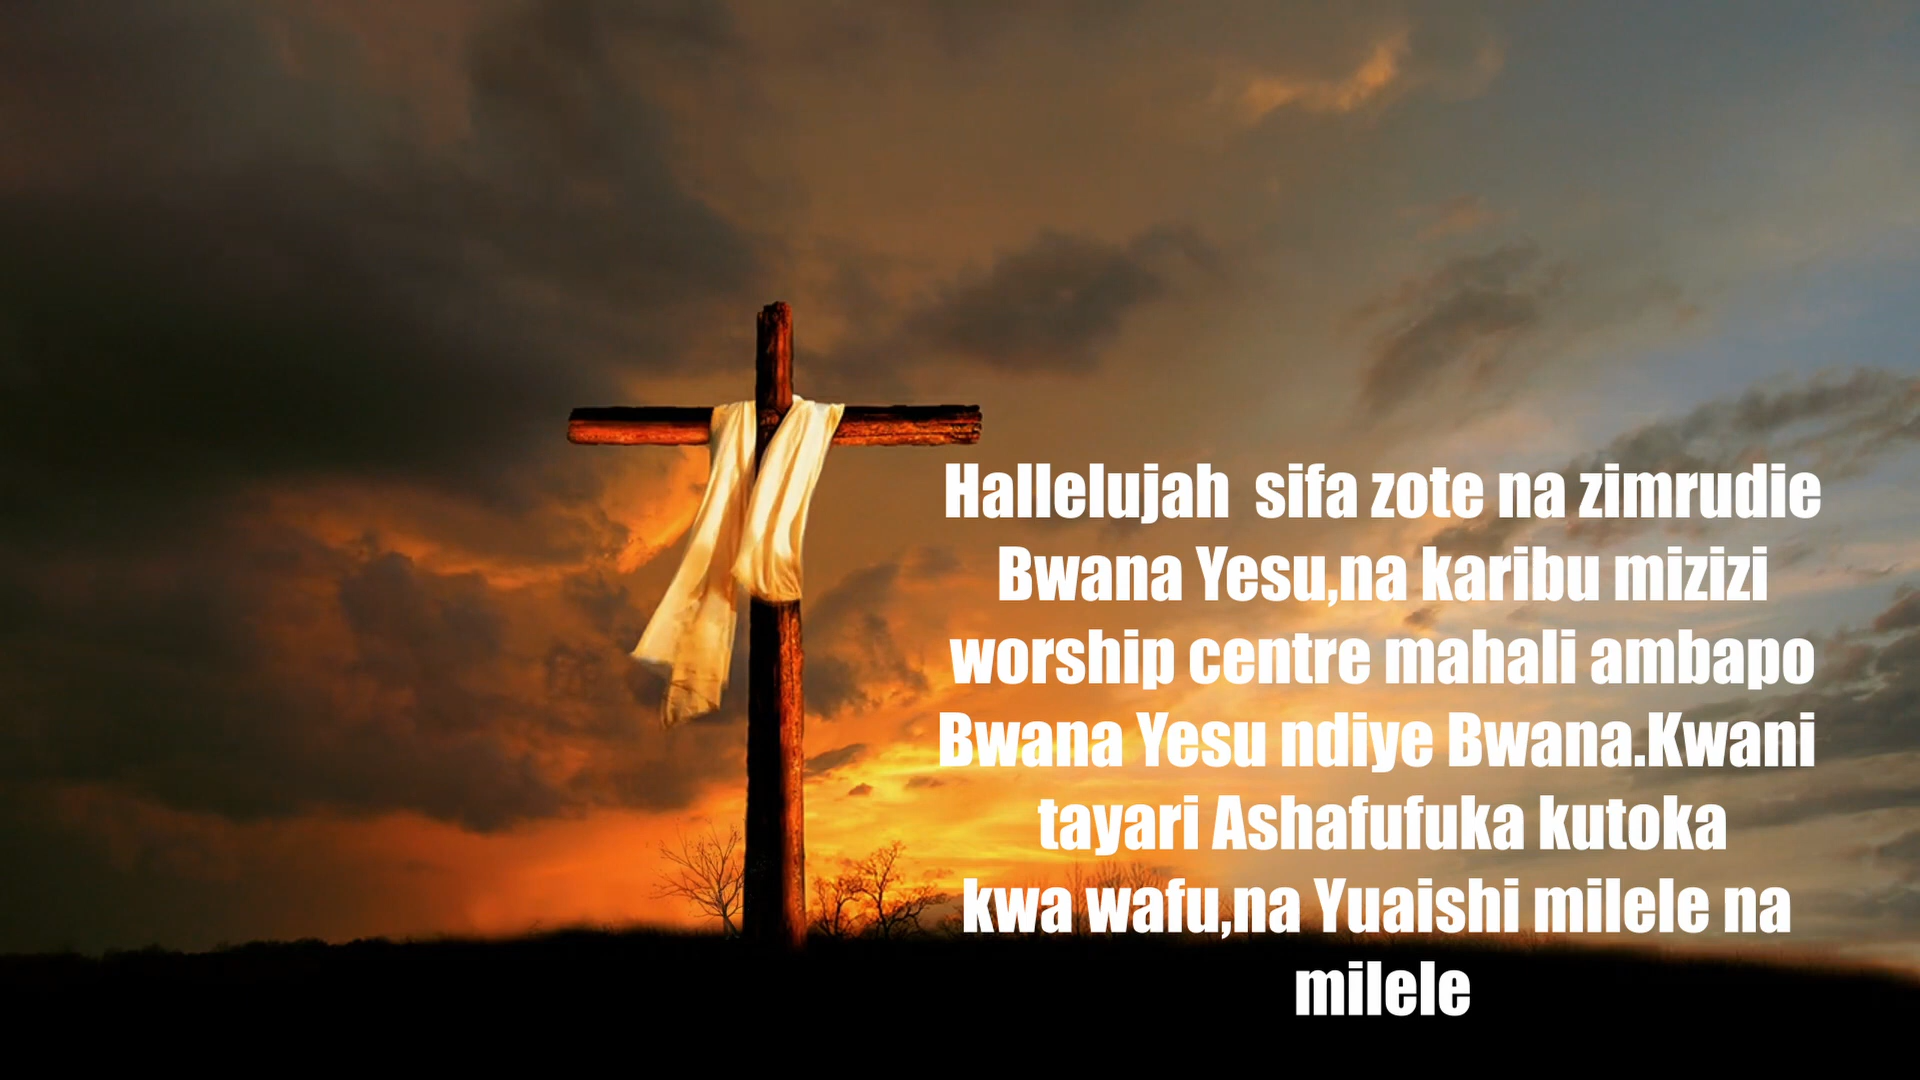 Hallelujah  sifa zote na zimrudie
Bwana Yesu,na karibu mizizi
worship centre mahali ambapo
Bwana Yesu ndiye Bwana.Kwani
tayari Ashafufuka kutoka
kwa wafu,na Yuaishi milele na
milele